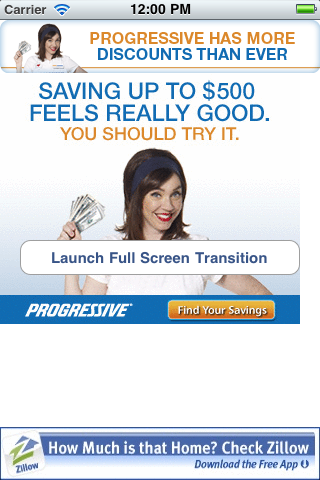 Carrier 12:00 PM
PROGRESSIVE HAS MORE
DISCOUNTS THAN EVER
SAVING UP TO $500
FEELS REALLY GOOD.
YOU SHOULD TRY IT.
Launch Full Screen Transition
PROGRESSIVE® Find Your Savings
How Much is that Home? Check Zillow
Zillow Download the Free App